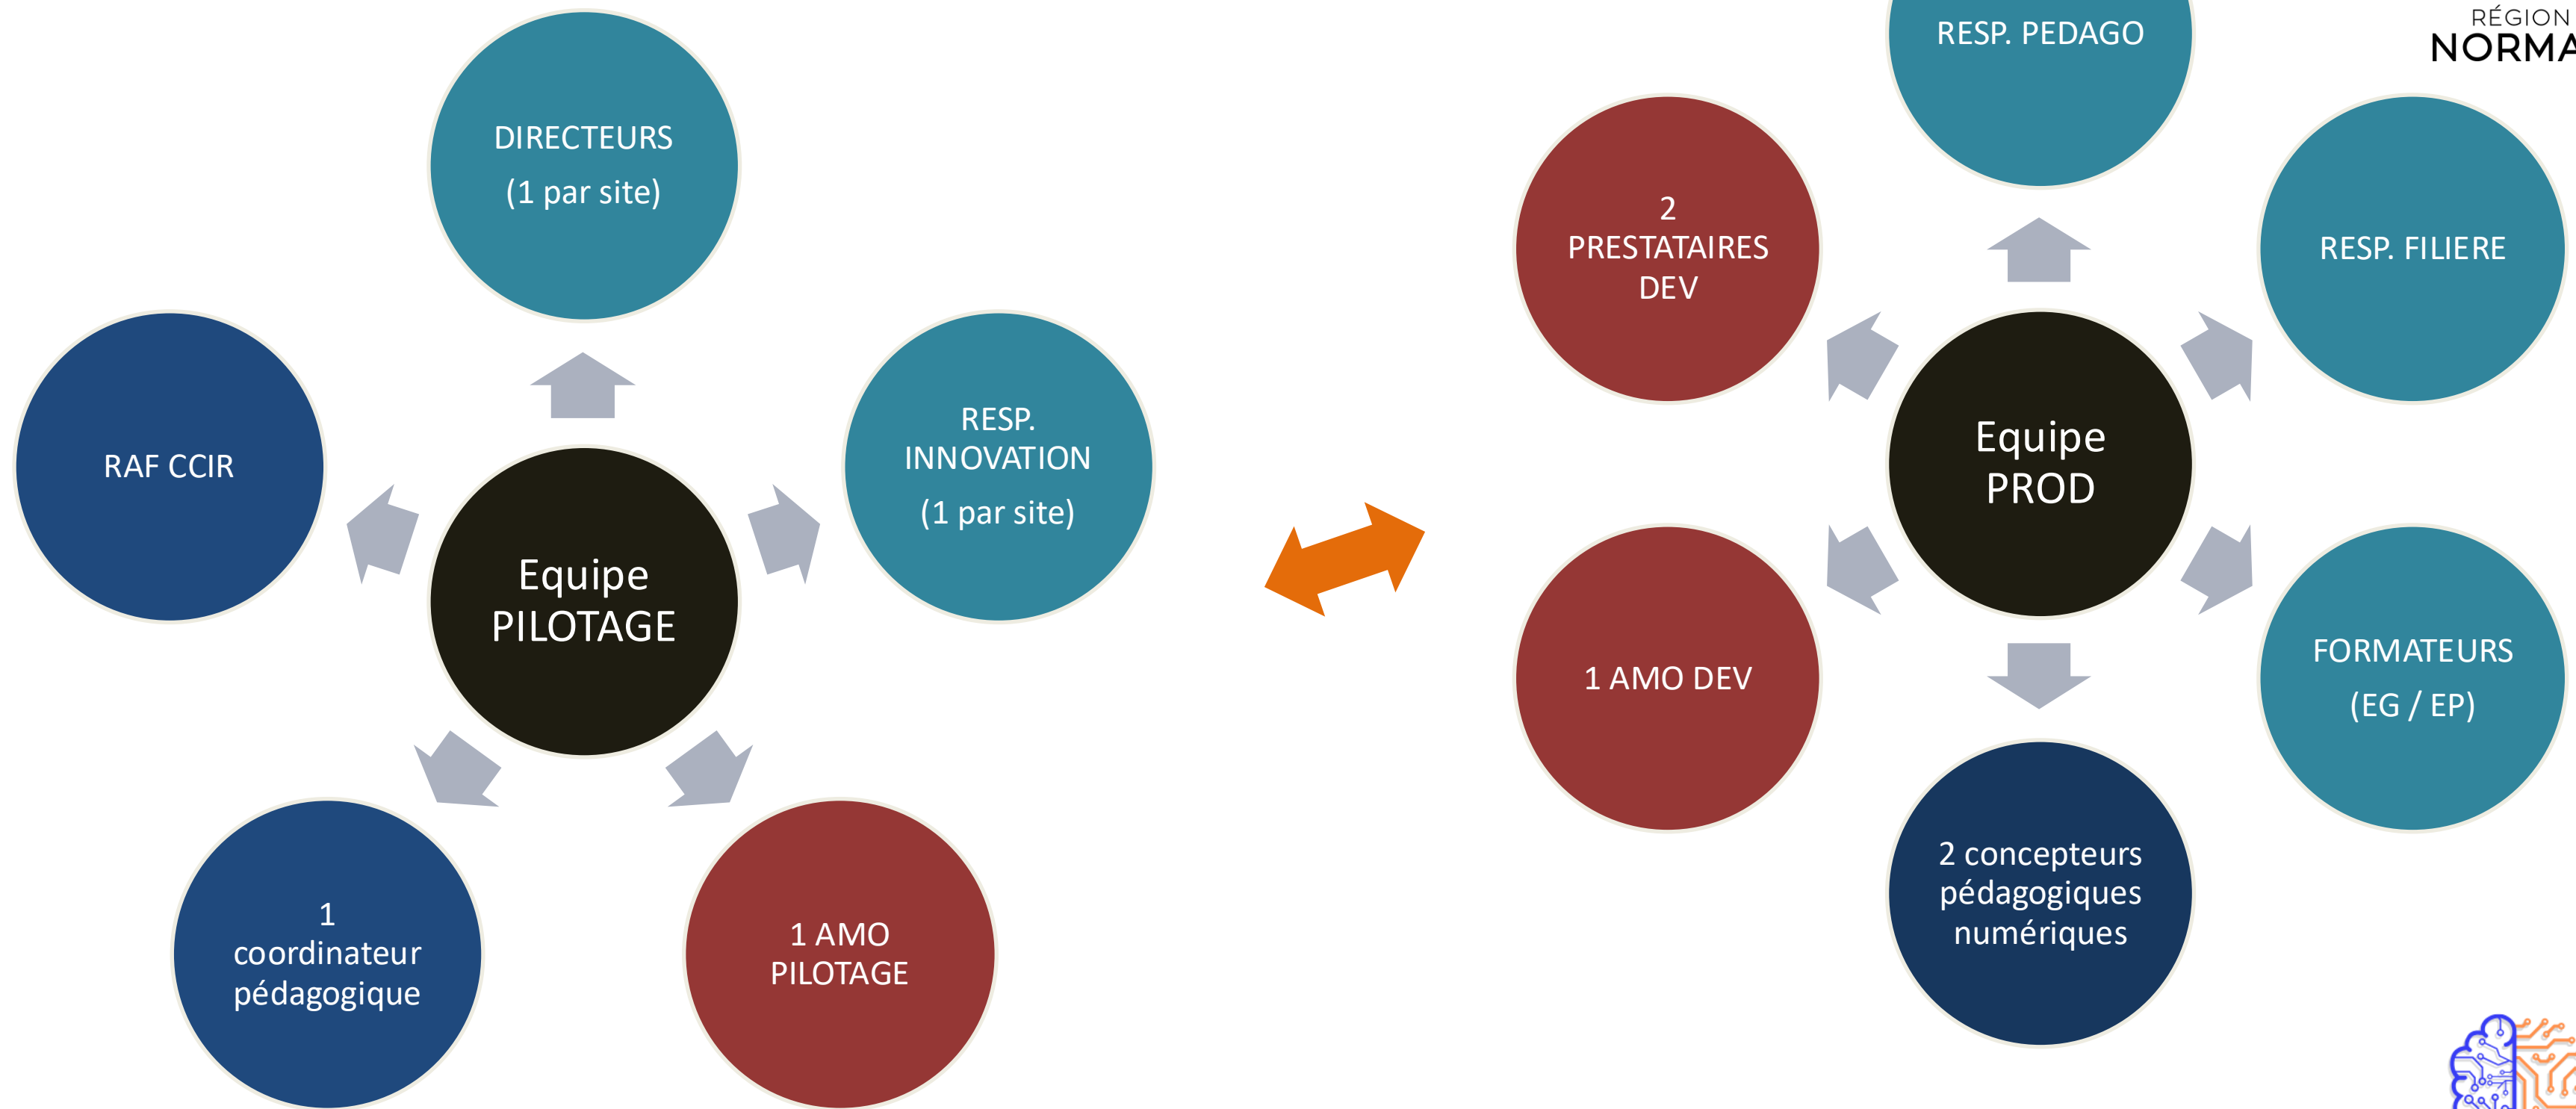 DIRECTEURS
(1 par site)
RAF CCIR
RESP.
INNOVATION
(1 par site)
Equipe
PILOTAGE
1
coordinateur
pédagogique
1 AMO
PILOTAGE
RESP. PEDAGO
2
PRESTATAIRES
DEV
RESP. FILIERE
Equipe
PROD
1 AMO DEV
FORMATEURS
(EG / EP)
2 concepteurs
pédagogiques
numériques
RÉGION
NORMA